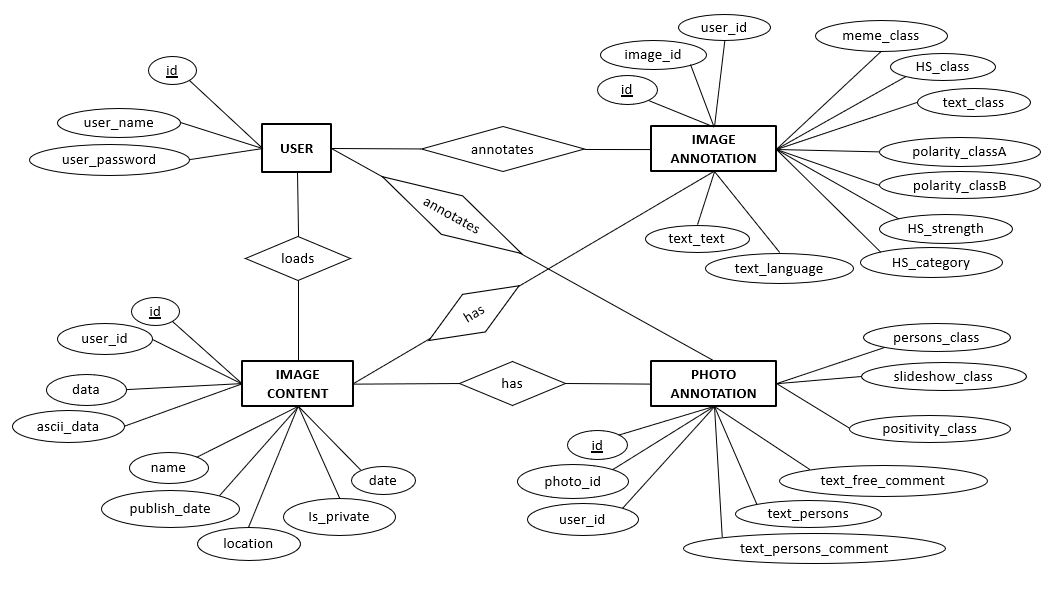 user_id
meme_class
image_id
HS_class
id
id
text_class
user_name
USER
annotates
IMAGE
ANNOTATION
polarity_classA
user_password
polarity_classB
annotates
HS_strength
text_text
loads
text_language
HS_category
id
has
user_id
persons_class
IMAGE
CONTENT
has
PHOTO
ANNOTATION
slideshow_class
data
ascii_data
positivity_class
id
name
date
photo_id
text_free_comment
publish_date
Is_private
user_id
text_persons
location
text_persons_comment